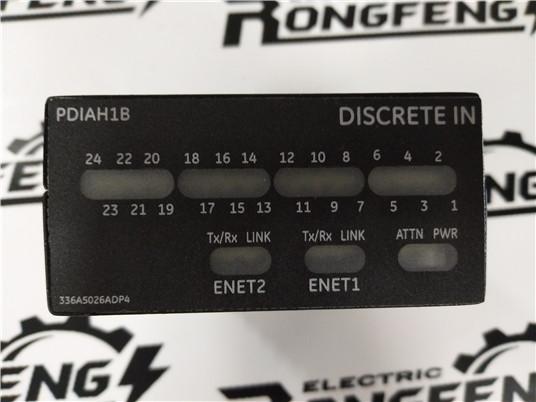 RONGFENG
PDIAH1B DISCRETE IN
24 22 20 18 16 14 12 10 8 6 4 2
23 21 19 17 15 13 11 9 7 5 3 1
Tx/Rx LINK Tx/Rx LINK ATTN PWR
ENET2 ENET1
336A5026ADP4
FENG ELECTRIC
RONGFENG